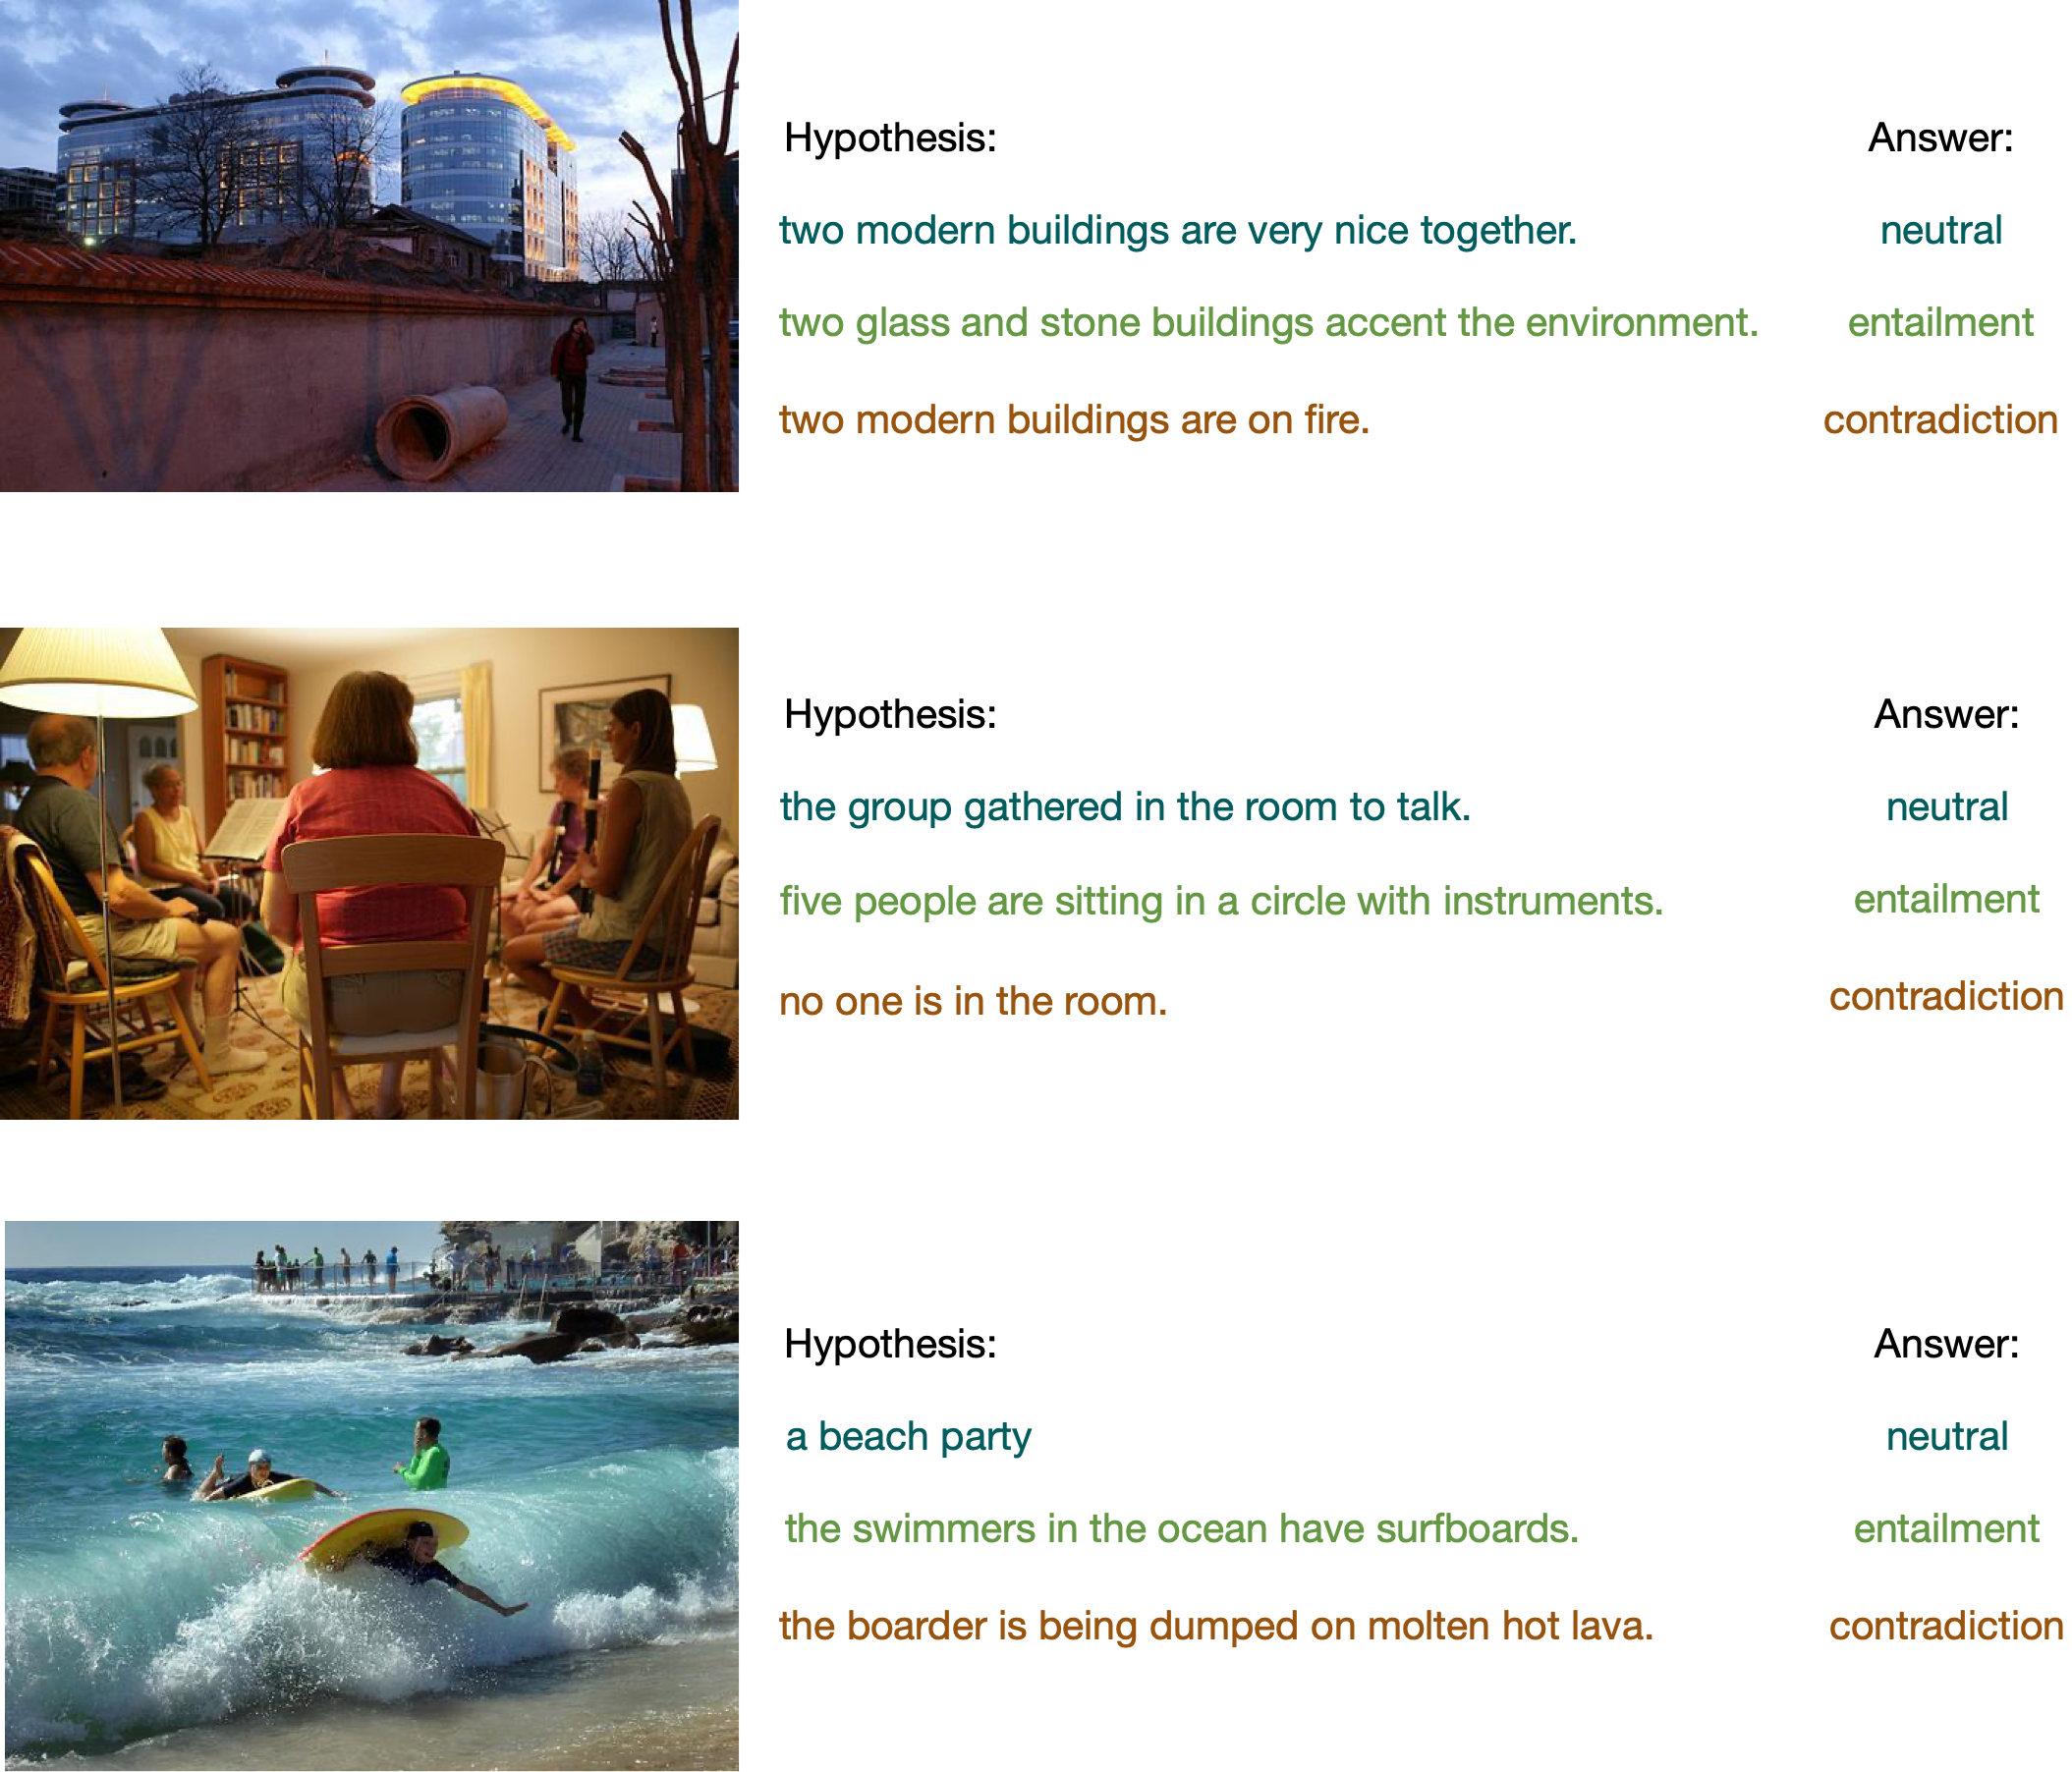 Hypothesis: Answer:
two modern buildings are very nice together. neutral
two glass and stone buildings accent the environment. entailment
two modern buildings are on fire. contradiction
Hypothesis: Answer:
the group gathered in the room to talk. neutral
five people are sitting in a circle with instruments. entailment
no one is in the room. contradiction
Hypothesis: Answer:
a beach party neutral
the swimmers in the ocean have surfboards. entailment
the boarder is being dumped on molten hot lava. contradiction